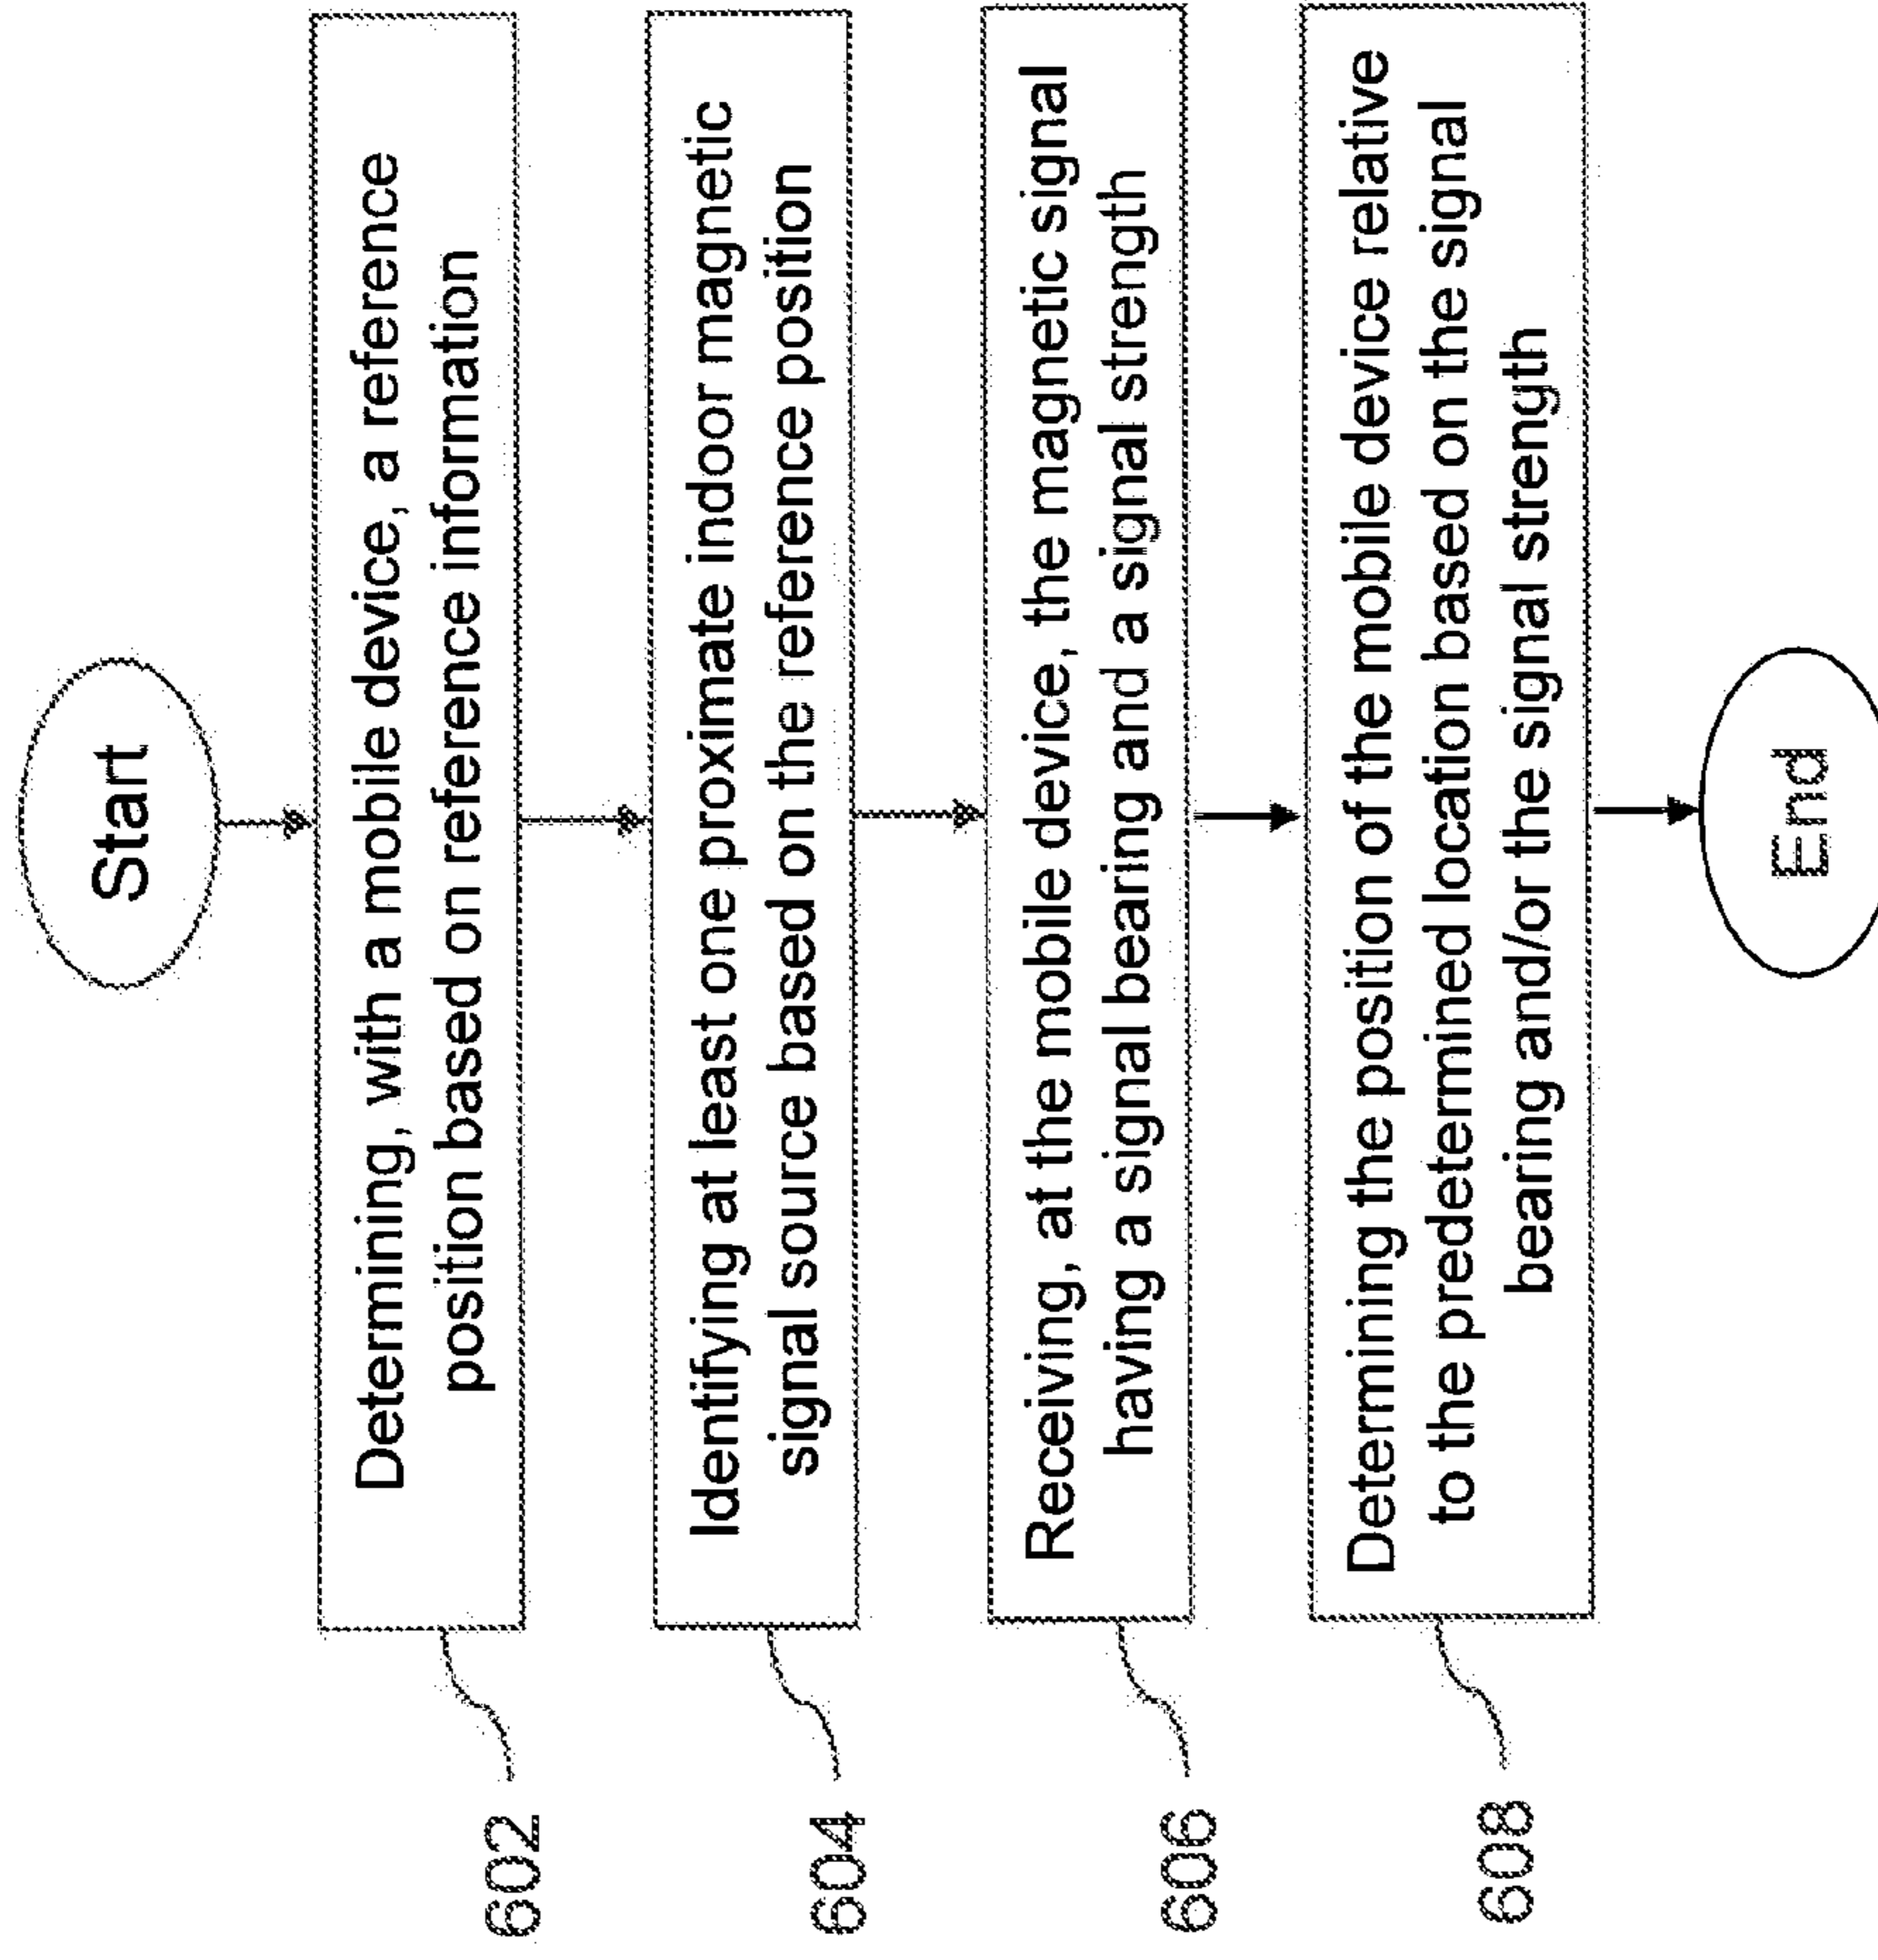 Start
602
Determining, with a mobile device, a reference
position based on reference information
604
Identifying at least one proximate indoor magnetic
signal source based on the reference position
606
Receiving, at the mobile device, the magnetic signal
having a signal bearing and a signal strength
608
Determining the position of the mobile device relative
to the predetermined location based on the signal
bearing and/or the signal strength
End